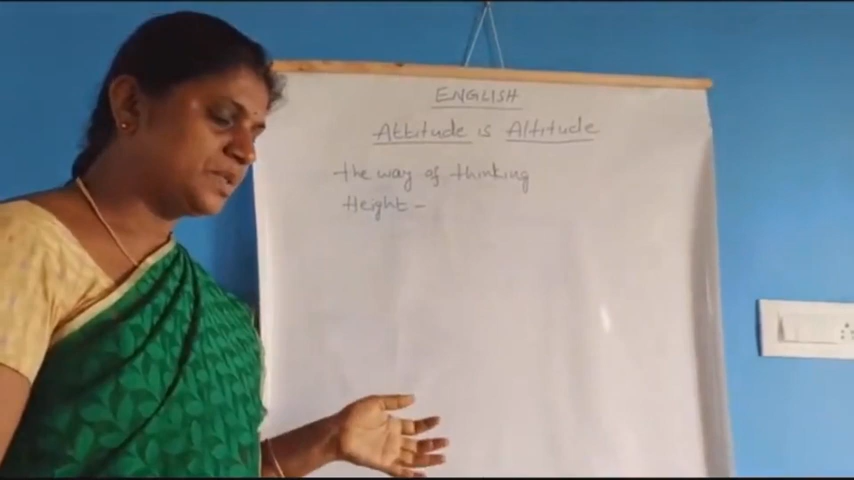 ENGLISH
Attitude is Altitude
the way of thinking
Height -